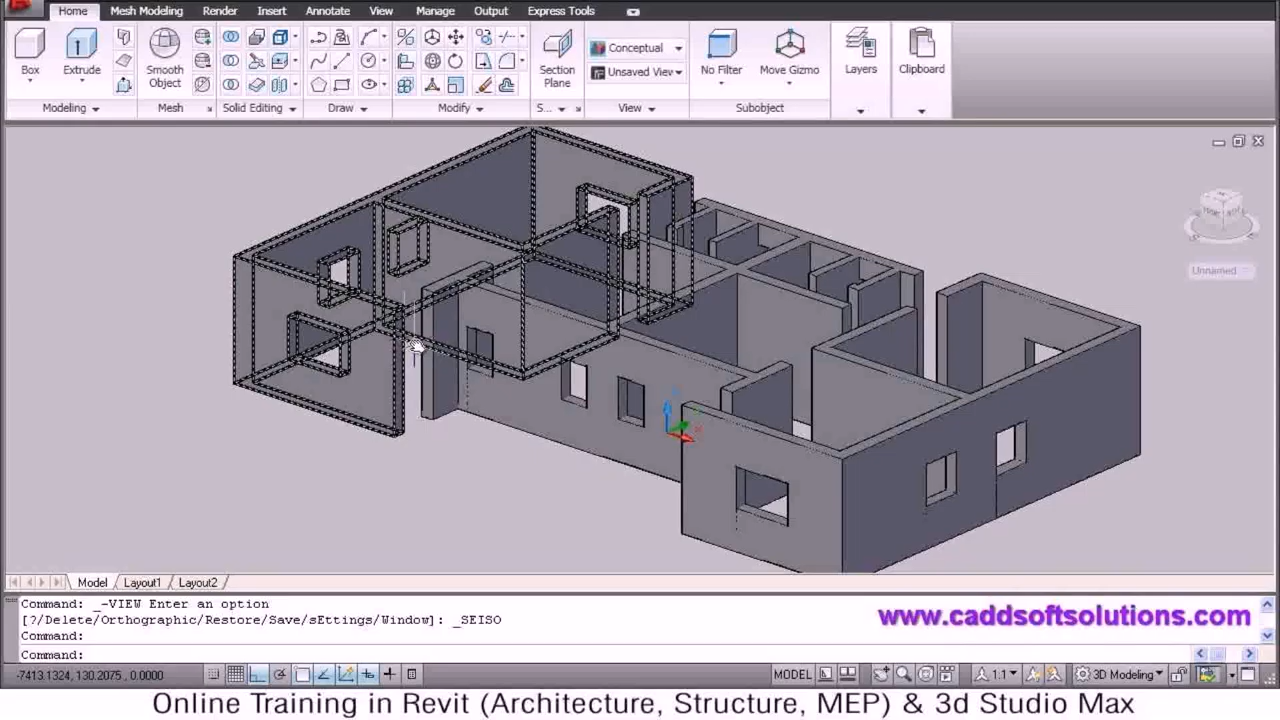 Home Mesh Modeling Render Insert Annotate View Manage Output Express Tools
Box Extrude Smooth Object Section Plane Conceptual Unsaved View No Filter Move Gizmo Layers Clipboard
Modeling Mesh Solid Editing Draw Modify S... View Subobject
Unnamed
Model Layout1 Layout2
Command: _-VIEW Enter an option
[?/Delete/Orthographic/Restore/Save/sEttings/Window]: _SEISO
Command:
Command:
www.caddsoftsolutions.com
-7413.1324, 130.2075, 0.0000 MODEL 1:1 3D Modeling
Online Training in Revit (Architecture, Structure, MEP) & 3d Studio Max